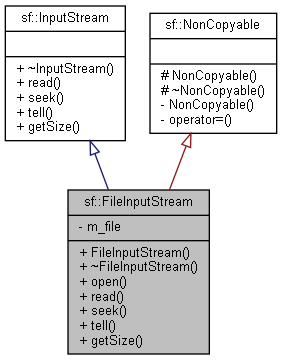 sf::InputStream
+ ~InputStream()
+ read()
+ seek()
+ tell()
+ getSize()
sf::NonCopyable
# NonCopyable()
# ~NonCopyable()
- NonCopyable()
- operator=()
sf::FileInputStream
- m_file
+ FileInputStream()
+ ~FileInputStream()
+ open()
+ read()
+ seek()
+ tell()
+ getSize()